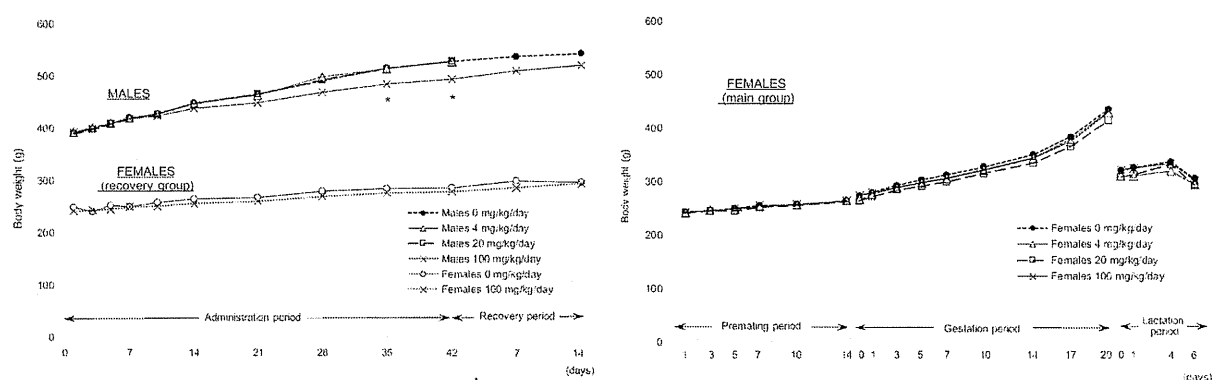 600
500
400
300
200
100
0
Body weight (g)
MALES
*
*
FEMALES
(recovery group)
Males 0 mg/kg/day
Males 4 mg/kg/day
Males 20 mg/kg/day
Males 100 mg/kg/day
Females 0 mg/kg/day
Females 100 mg/kg/day
Administration period
Recovery period
0 7 14 21 28 35 42 7 14
(days)
600
500
400
300
200
100
0
Body weight (g)
FEMALES
(main group)
Females 0 mg/kg/day
Females 4 mg/kg/day
Females 20 mg/kg/day
Females 100 mg/kg/day
Premating period
Gestation period
Lactation
period
1 3 5 7 10 14 0 1 3 5 7 10 14 17 20 0 1 4 6
(days)